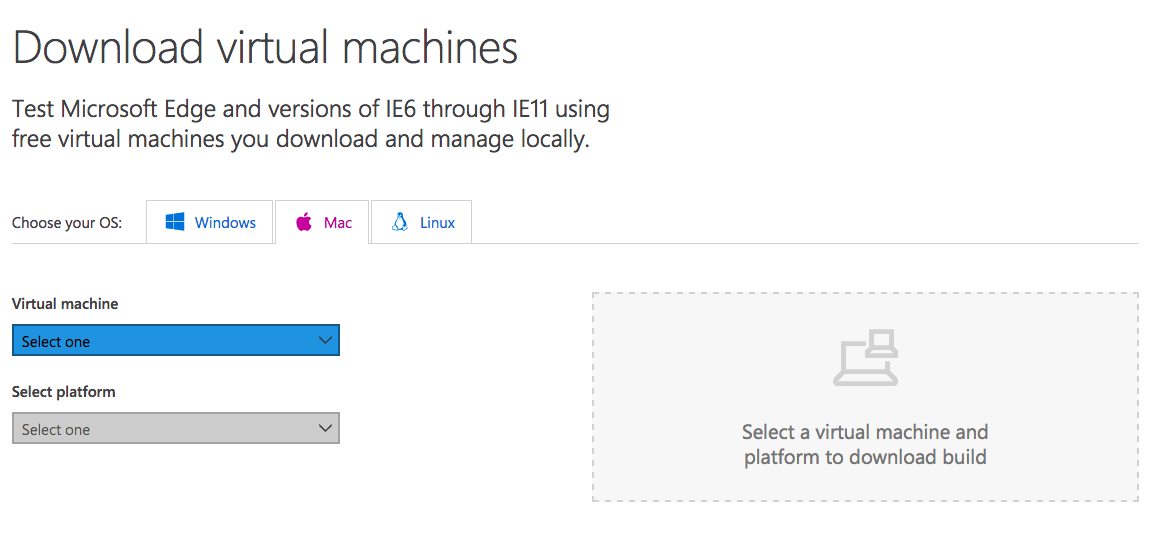 Download virtual machines
Test Microsoft Edge and versions of IE6 through IE11 using
free virtual machines you download and manage locally.
Choose your OS: Windows Mac Linux
Virtual machine
Select one
Select platform
Select one
Select a virtual machine and
platform to download build